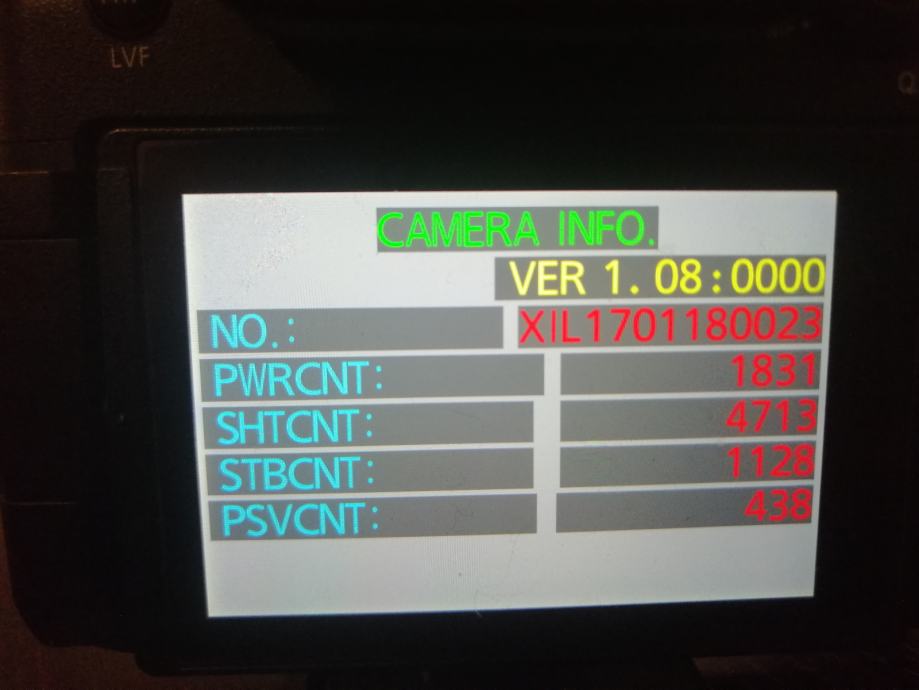 LVF
CAMERA INFO.
VER 1.08:0000
NO.: XIL1701180023
PWRCNT: 1831
SHTCNT: 4713
STBCNT: 1128
PSVCNT: 438